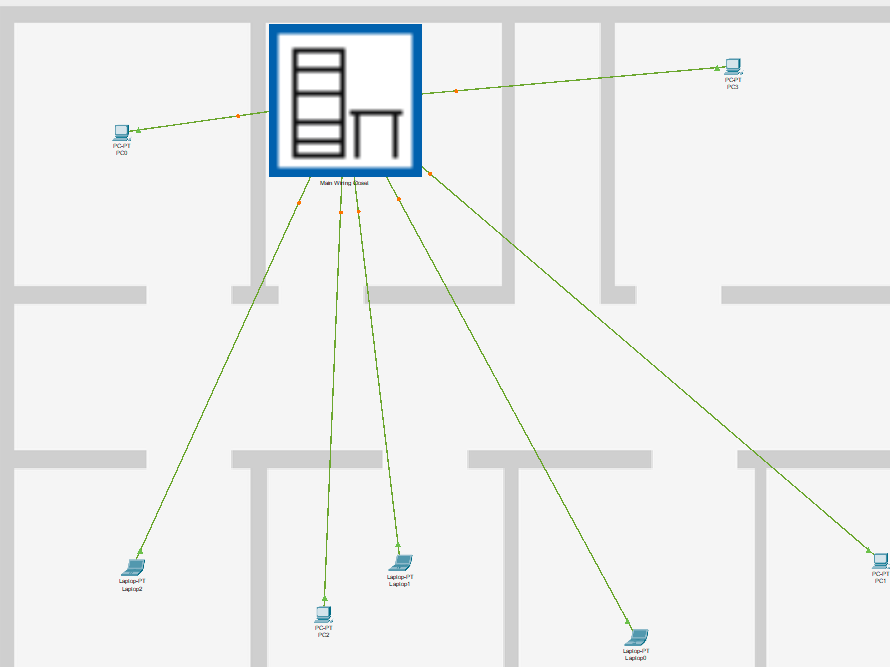 PC-PT
PC3
PC-PT
PC0
Main Wiring Closet
Laptop-PT
Laptop2
PC-PT
PC2
Laptop-PT
Laptop1
Laptop-PT
Laptop0
PC-PT
PC1